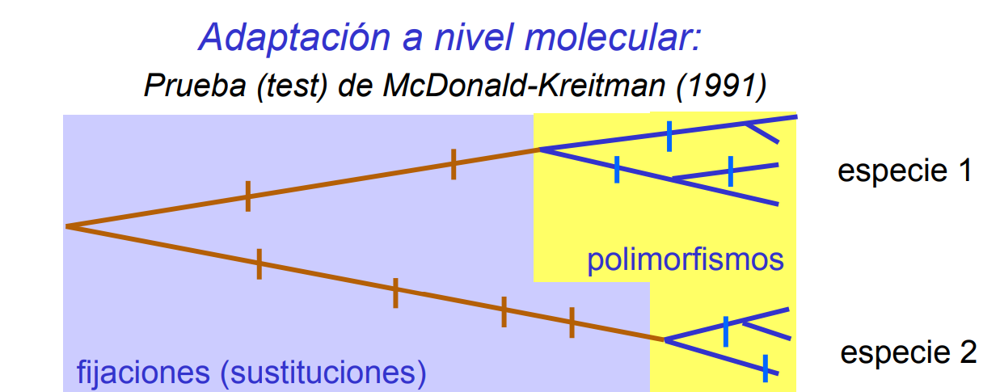 Adaptación a nivel molecular:
Prueba (test) de McDonald-Kreitman (1991)
especie 1
polimorfismos
especie 2
fijaciones (sustituciones)